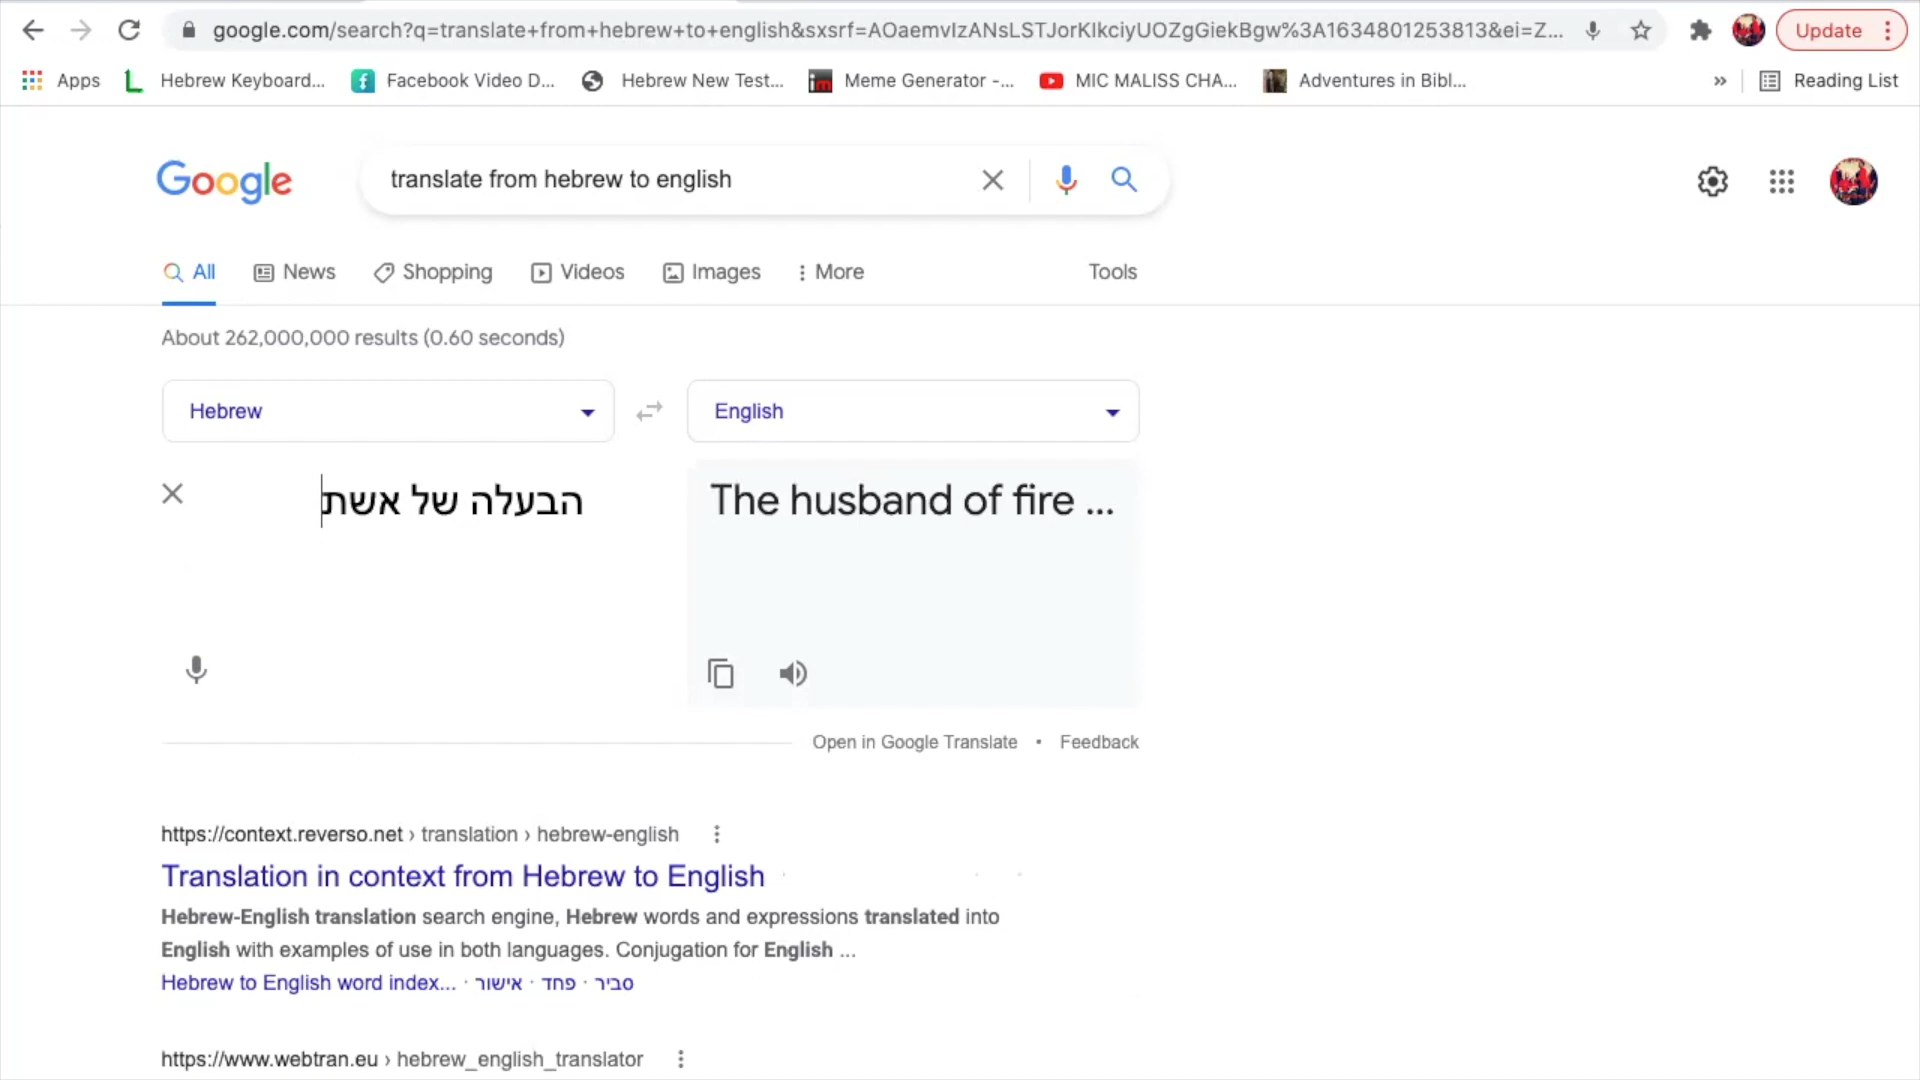 google.com/search?q=translate+from+hebrew+to+english&sxsrf=AOaemvIzANsLSTJorKIkciyUOZgGiekBgw%3A1634801253813&ei=Z...
Update
Apps
Hebrew Keyboard...
Facebook Video D...
Hebrew New Test...
Meme Generator -...
MIC MALISS CHA...
Adventures in Bibl...
»
Reading List
Google
translate from hebrew to english
All
News
Shopping
Videos
Images
More
Tools
About 262,000,000 results (0.60 seconds)
Hebrew
English
הבעלה של אשת
The husband of fire ...
Open in Google Translate • Feedback
https://context.reverso.net › translation › hebrew-english
Translation in context from Hebrew to English
Hebrew-English translation search engine, Hebrew words and expressions translated into
English with examples of use in both languages. Conjugation for English ...
Hebrew to English word index... · אישור · פחד · סביר
https://www.webtran.eu › hebrew_english_translator